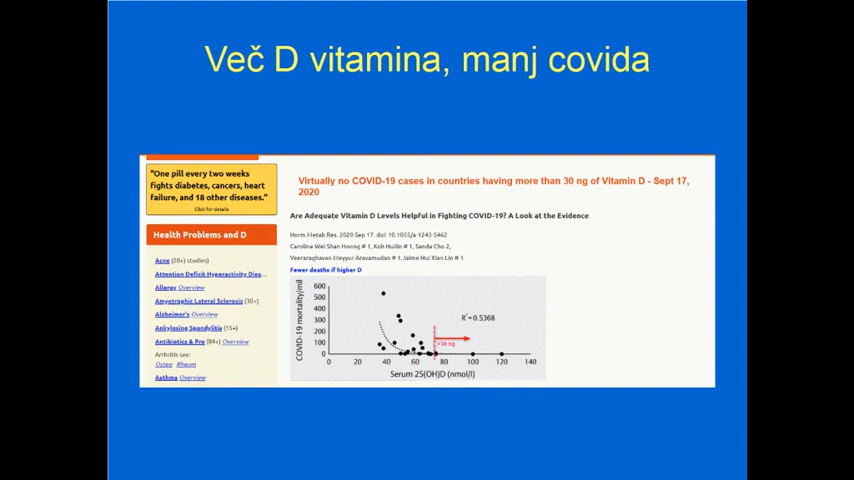 Več D vitamina, manj covida
"One pill every two weeks
fights diabetes, cancers, heart
failure, and 18 other diseases."
Click for details
Health Problems and D
Acne (20+) studies)
Attention Deficit Hyperactivity Diso...
Allergy Overview
Amyotrophic Lateral Sclerosis (30+)
Alzheimer's Overview
Ankylosing Spondylitis (15+)
Antibiotics & Pro (84+) Overview
Arthritis see:
Osteo Rheum
Asthma Overview
Virtually no COVID-19 cases in countries having more than 30 ng of Vitamin D - Sept 17,
2020
Are Adequate Vitamin D Levels Helpful in Fighting COVID-19? A Look at the Evidence
Horm Metab Res. 2020 Sep 17. doi: 10.1055/a-1243-5462
Caroline Wei Shan Hoong # 1, Koh Huilin # 1, Sanda Cho 2,
Veeraraghavan Meyyur Aravamudan # 1, Jaime Hui Xian Lin # 1
Fewer deaths if higher D
COVID-19 mortality/mil
600
500
400
300
200
100
0
R²=0.5368
>30 ng
0 20 40 60 80 100 120 140
Serum 25(OH)D (nmol/l)